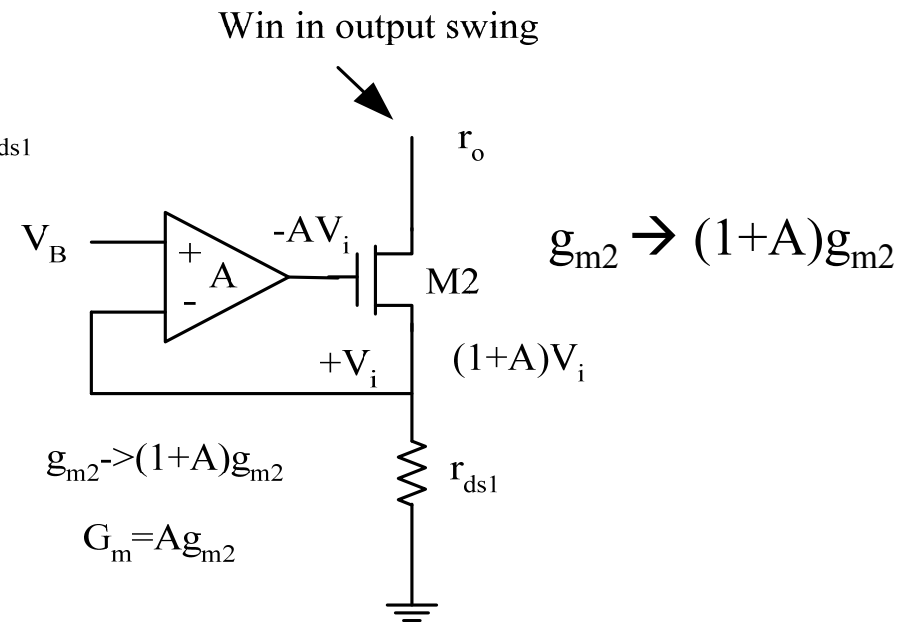 Win in output swing
r_o
ds1
V_B
+
A
-
-AV_i
M2
g_m2 → (1+A)g_m2
+V_i
(1+A)V_i
g_m2->(1+A)g_m2
r_ds1
G_m=Ag_m2